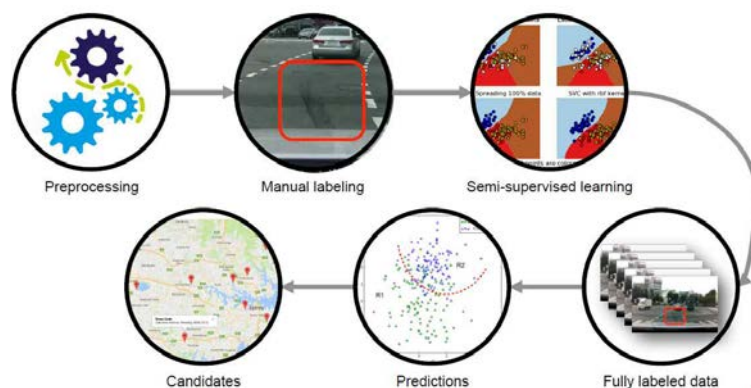 Spreading 100% data
SVC with rbf kerne
Preprocessing
Manual labeling
Semi-supervised learning
R2
R1
Candidates
Predictions
Fully labeled data